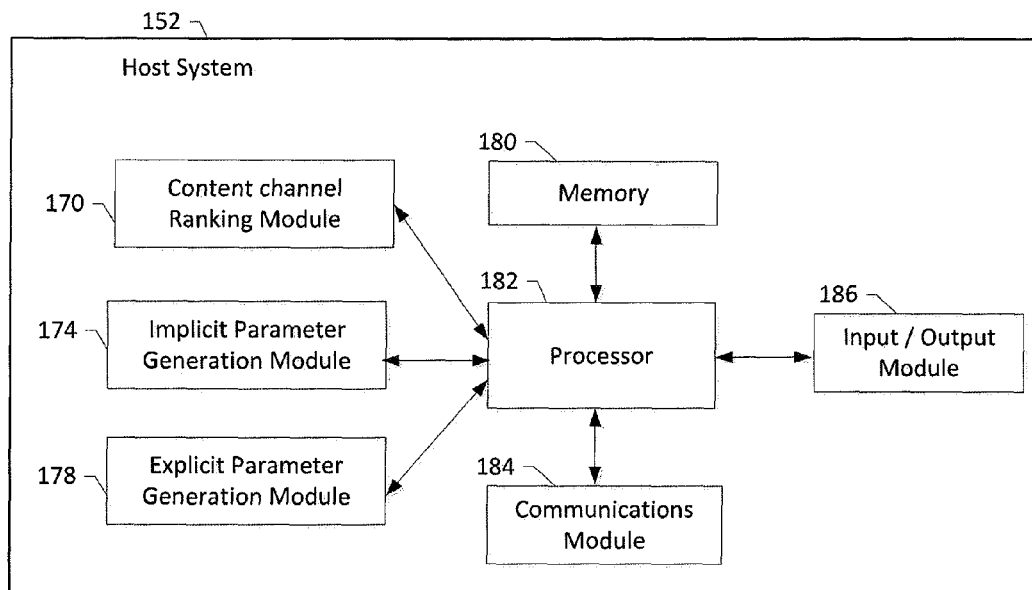 152
Host System
180
Memory
170
Content channel
Ranking Module
182
Processor
186
Input / Output
Module
174
Implicit Parameter
Generation Module
178
Explicit Parameter
Generation Module
184
Communications
Module